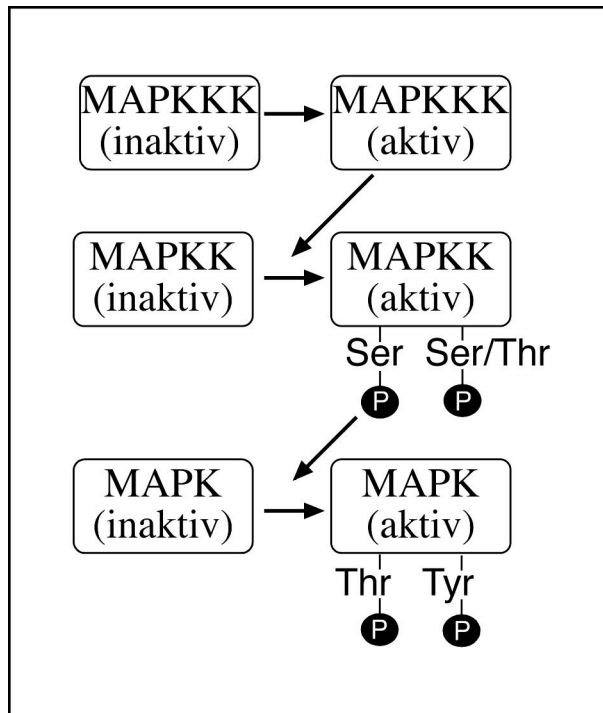 MAPKKK MAPKKK
(inaktiv) (aktiv)
MAPKK MAPKK
(inaktiv) (aktiv)
Ser Ser/Thr
P P
MAPK MAPK
(inaktiv) (aktiv)
Thr Tyr
P P